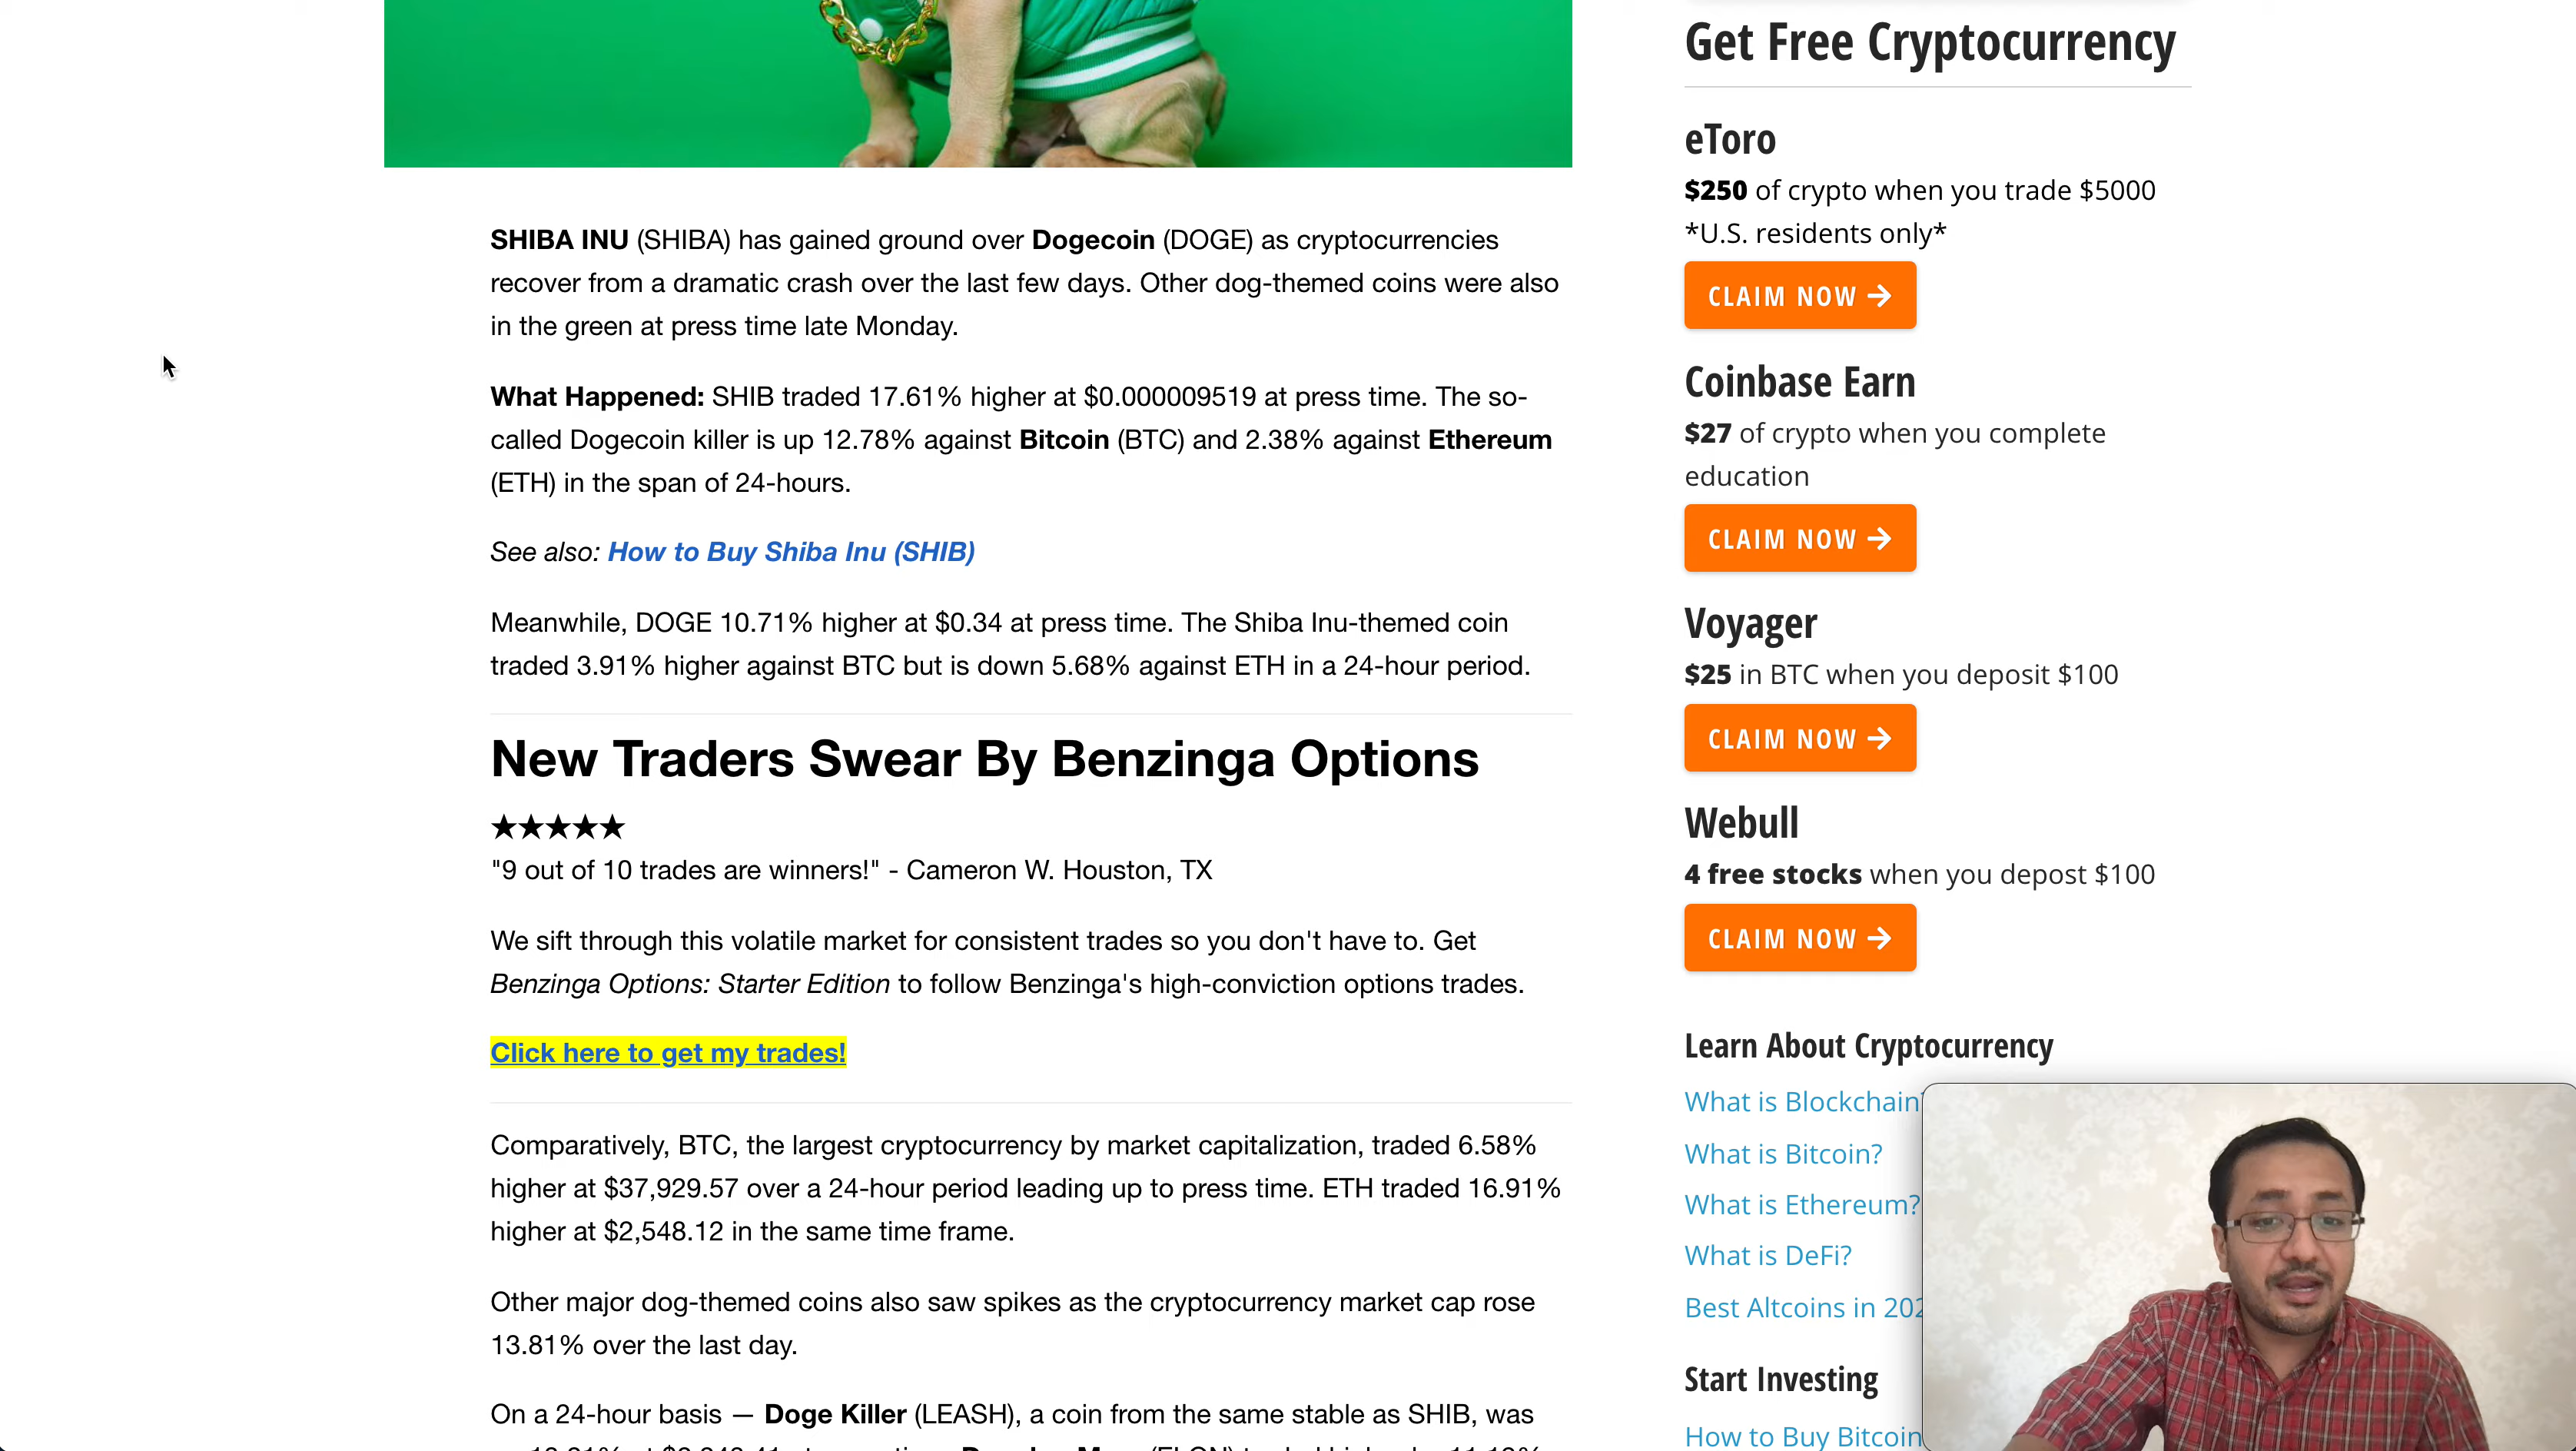 SHIBA INU (SHIBA) has gained ground over Dogecoin (DOGE) as cryptocurrencies
recover from a dramatic crash over the last few days. Other dog-themed coins were also
in the green at press time late Monday.
What Happened: SHIB traded 17.61% higher at $0.000009519 at press time. The so-
called Dogecoin killer is up 12.78% against Bitcoin (BTC) and 2.38% against Ethereum
(ETH) in the span of 24-hours.
See also: How to Buy Shiba Inu (SHIB)
Meanwhile, DOGE 10.71% higher at $0.34 at press time. The Shiba Inu-themed coin
traded 3.91% higher against BTC but is down 5.68% against ETH in a 24-hour period.
New Traders Swear By Benzinga Options
★★★★★
"9 out of 10 trades are winners!" - Cameron W. Houston, TX
We sift through this volatile market for consistent trades so you don't have to. Get
Benzinga Options: Starter Edition to follow Benzinga's high-conviction options trades.
Click here to get my trades!
Comparatively, BTC, the largest cryptocurrency by market capitalization, traded 6.58%
higher at $37,929.57 over a 24-hour period leading up to press time. ETH traded 16.91%
higher at $2,548.12 in the same time frame.
Other major dog-themed coins also saw spikes as the cryptocurrency market cap rose
13.81% over the last day.
On a 24-hour basis — Doge Killer (LEASH), a coin from the same stable as SHIB, was
Get Free Cryptocurrency
eToro
$250 of crypto when you trade $5000
*U.S. residents only*
CLAIM NOW →
Coinbase Earn
$27 of crypto when you complete
education
CLAIM NOW →
Voyager
$25 in BTC when you deposit $100
CLAIM NOW →
Webull
4 free stocks when you depost $100
CLAIM NOW →
Learn About Cryptocurrency
What is Blockchain
What is Bitcoin?
What is Ethereum?
What is DeFi?
Best Altcoins in 202
Start Investing
How to Buy Bitcoin